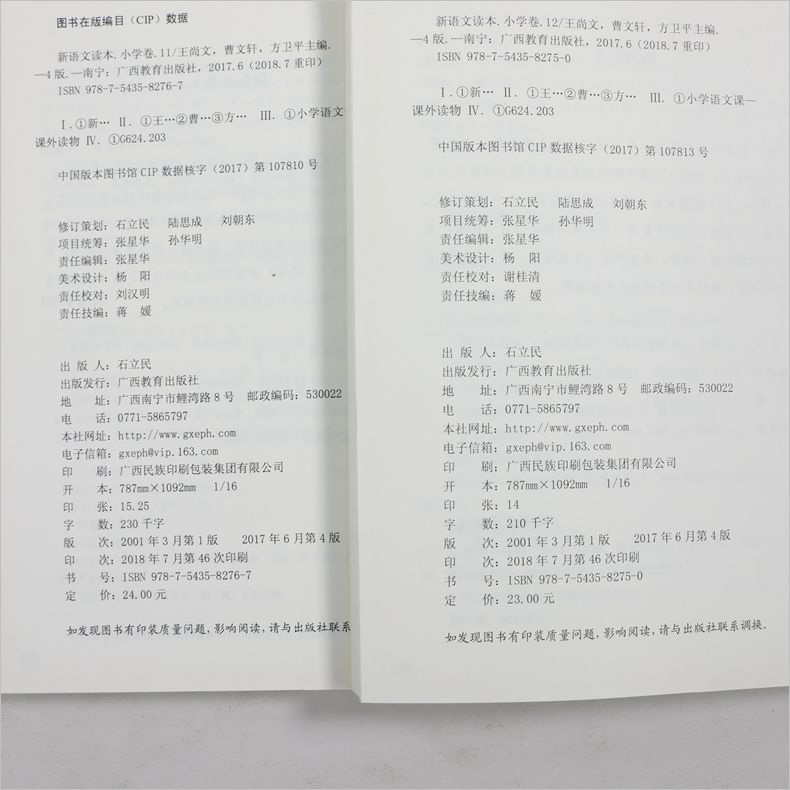 图书在版编目（CIP）数据
新语文读本.小学卷.11/王尚文，曹文轩，方卫平主编.
—4版.—南宁：广西教育出版社，2017.6（2018.7重印）
ISBN 978-7-5435-8276-7
Ⅰ.①新… Ⅱ.①王…②曹…③方… Ⅲ.①小学语文
课外读物 Ⅳ.①G624.203
中国版本图书馆CIP数据核字（2017）第107810号
修订策划：石立民 陆思成 刘朝东
项目统筹：张星华 孙华明
责任编辑：张星华
美术设计：杨 阳
责任校对：刘汉明
责任技编：蒋 媛
出 版 人：石立民
出版发行：广西教育出版社
地 址：广西南宁市鲤湾路8号 邮政编码：530022
电 话：0771-5865797
本社网址：http://www.gxeph.com
电子信箱：gxeph@vip.163.com
印 刷：广西民族印刷包装集团有限公司
开 本：787mm×1092mm 1/16
印 张：15.25
字 数：230千字
版 次：2001年3月第1版 2017年6月第4版
印 次：2018年7月第46次印刷
书 号：ISBN 978-7-5435-8276-7
定 价：24.00元
如发现图书有印装质量问题，影响阅读，请与出版社联系
新语文读本.小学卷.12/王尚文，曹文轩，方卫平主编.
—4版.—南宁：广西教育出版社，2017.6（2018.7重印）
ISBN 978-7-5435-8275-0
Ⅰ.①新… Ⅱ.①王…②曹…③方… Ⅲ.①小学语文课—
课外读物 Ⅳ.①G624.203
中国版本图书馆CIP数据核字（2017）第107813号
修订策划：石立民 陆思成 刘朝东
项目统筹：张星华 孙华明
责任编辑：张星华
美术设计：杨 阳
责任校对：谢桂清
责任技编：蒋 媛
出 版 人：石立民
出版发行：广西教育出版社
地 址：广西南宁市鲤湾路8号 邮政编码：530022
电 话：0771-5865797
本社网址：http://www.gxeph.com
电子信箱：gxeph@vip.163.com
印 刷：广西民族印刷包装集团有限公司
开 本：787mm×1092mm 1/16
印 张：14
字 数：210千字
版 次：2001年3月第1版 2017年6月第4版
印 次：2018年7月第46次印刷
书 号：ISBN 978-7-5435-8275-0
定 价：23.00元
如发现图书有印装质量问题，影响阅读，请与出版社联系调换。